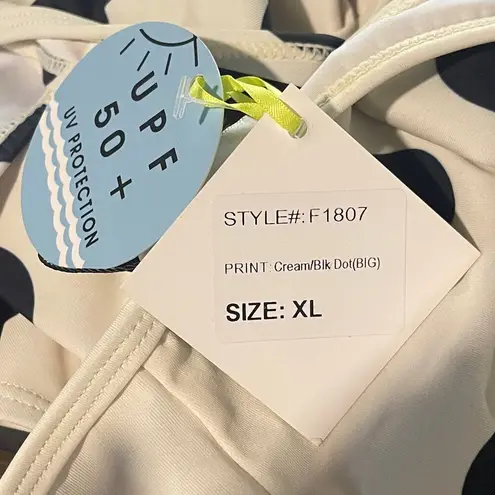 UPF
50+
UV PROTECTION
STYLE#: F1807
PRINT: Cream/Blk Dot(BIG)
SIZE: XL